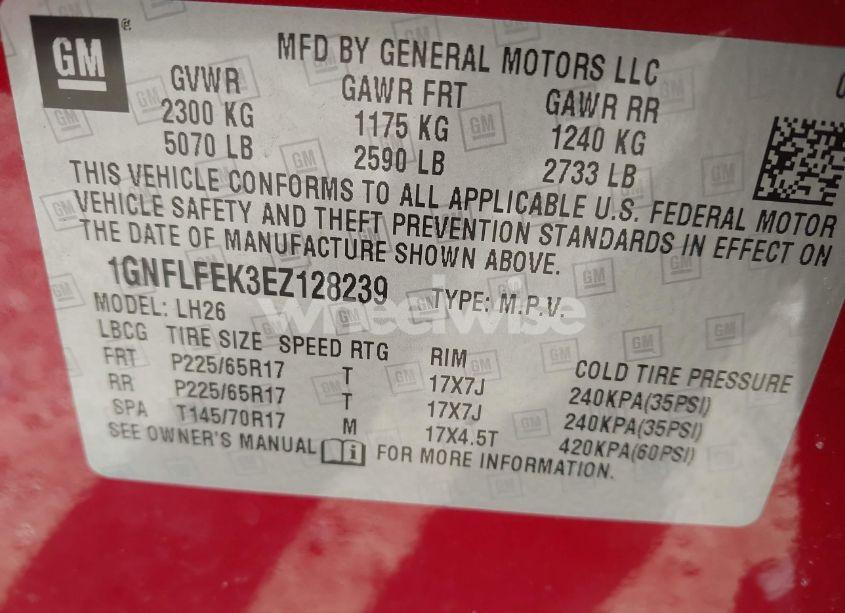 GM®
MFD BY GENERAL MOTORS LLC
GVWR GAWR FRT GAWR RR
2300 KG 1175 KG 1240 KG
5070 LB 2590 LB 2733 LB
THIS VEHICLE CONFORMS TO ALL APPLICABLE U.S. FEDERAL MOTOR
VEHICLE SAFETY AND THEFT PREVENTION STANDARDS IN EFFECT ON
THE DATE OF MANUFACTURE SHOWN ABOVE.
1GNFLFEK3EZ128239 TYPE: M.P.V.
wheelwise
MODEL: LH26
LBCG TIRE SIZE SPEED RTG RIM COLD TIRE PRESSURE
FRT P225/65R17 T 17X7J 240KPA(35PSI)
RR P225/65R17 T 17X7J 240KPA(35PSI)
SPA T145/70R17 M 17X4.5T 420KPA(60PSI)
SEE OWNER'S MANUAL i FOR MORE INFORMATION.